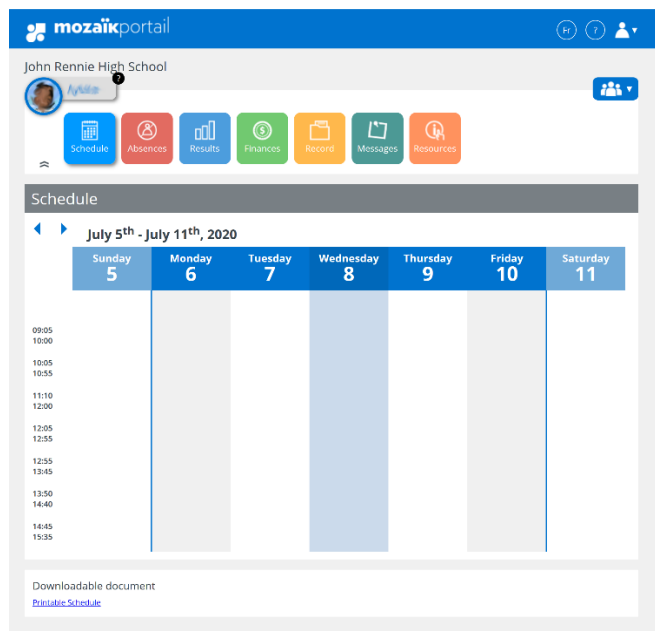 mozaïkportail
Fr ?
John Rennie High School
?
Schedule Absences Results Finances Record Messages Resources
Schedule
July 5th - July 11th, 2020
Sunday Monday Tuesday Wednesday Thursday Friday Saturday
5 6 7 8 9 10 11
09:05
10:00
10:05
10:55
11:10
12:00
12:05
12:55
12:55
13:45
13:50
14:40
14:45
15:35
Downloadable document
Printable Schedule